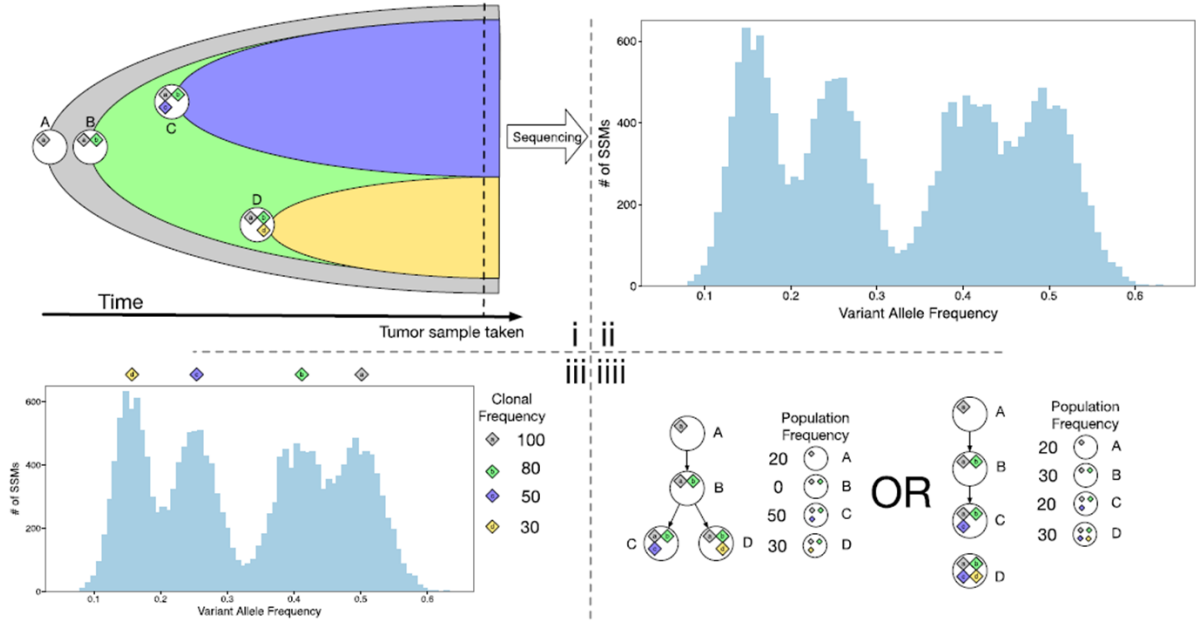 A
B
C
D
a
a b
a b
c
a b
d
Time
Tumor sample taken
Sequencing
i
ii
iii
iiii
# of SSMs
600
400
200
0
0.1 0.2 0.3 0.4 0.5 0.6
Variant Allele Frequency
d c b a
# of SSMs
600
400
200
0
0.1 0.2 0.3 0.4 0.5 0.6
Variant Allele Frequency
Clonal
Frequency
a 100
b 80
c 50
d 30
a A
a b B
C a b
c
a b D
d
Population
Frequency
20 A
0 B
50 C
30 D
OR
a A
a b B
a b C
c
a b
c d D
Population
Frequency
20 A
30 B
20 C
30 D